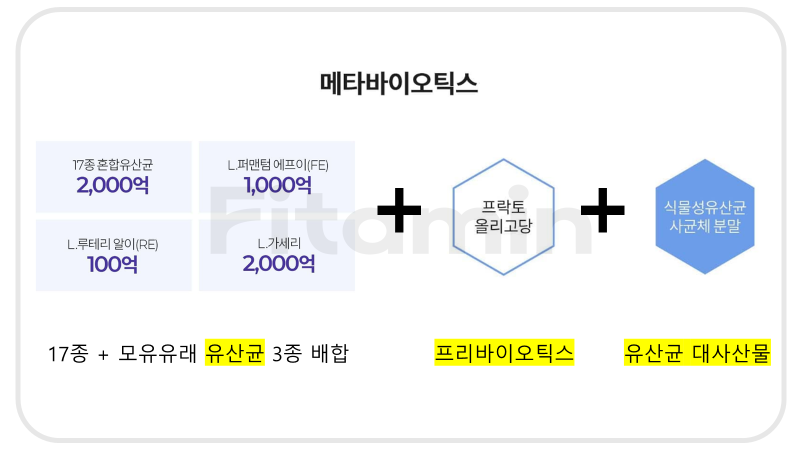 메타바이오틱스
17종 혼합유산균
2,000억
L.퍼맨텀 에프이(FE)
1,000억
L.루테리 알이(RE)
100억
L.가세리
2,000억
+
프락토
올리고당
+
식물성유산균
사균체 분말
Fitamin
17종 + 모유유래 유산균 3종 배합
프리바이오틱스
유산균 대사산물